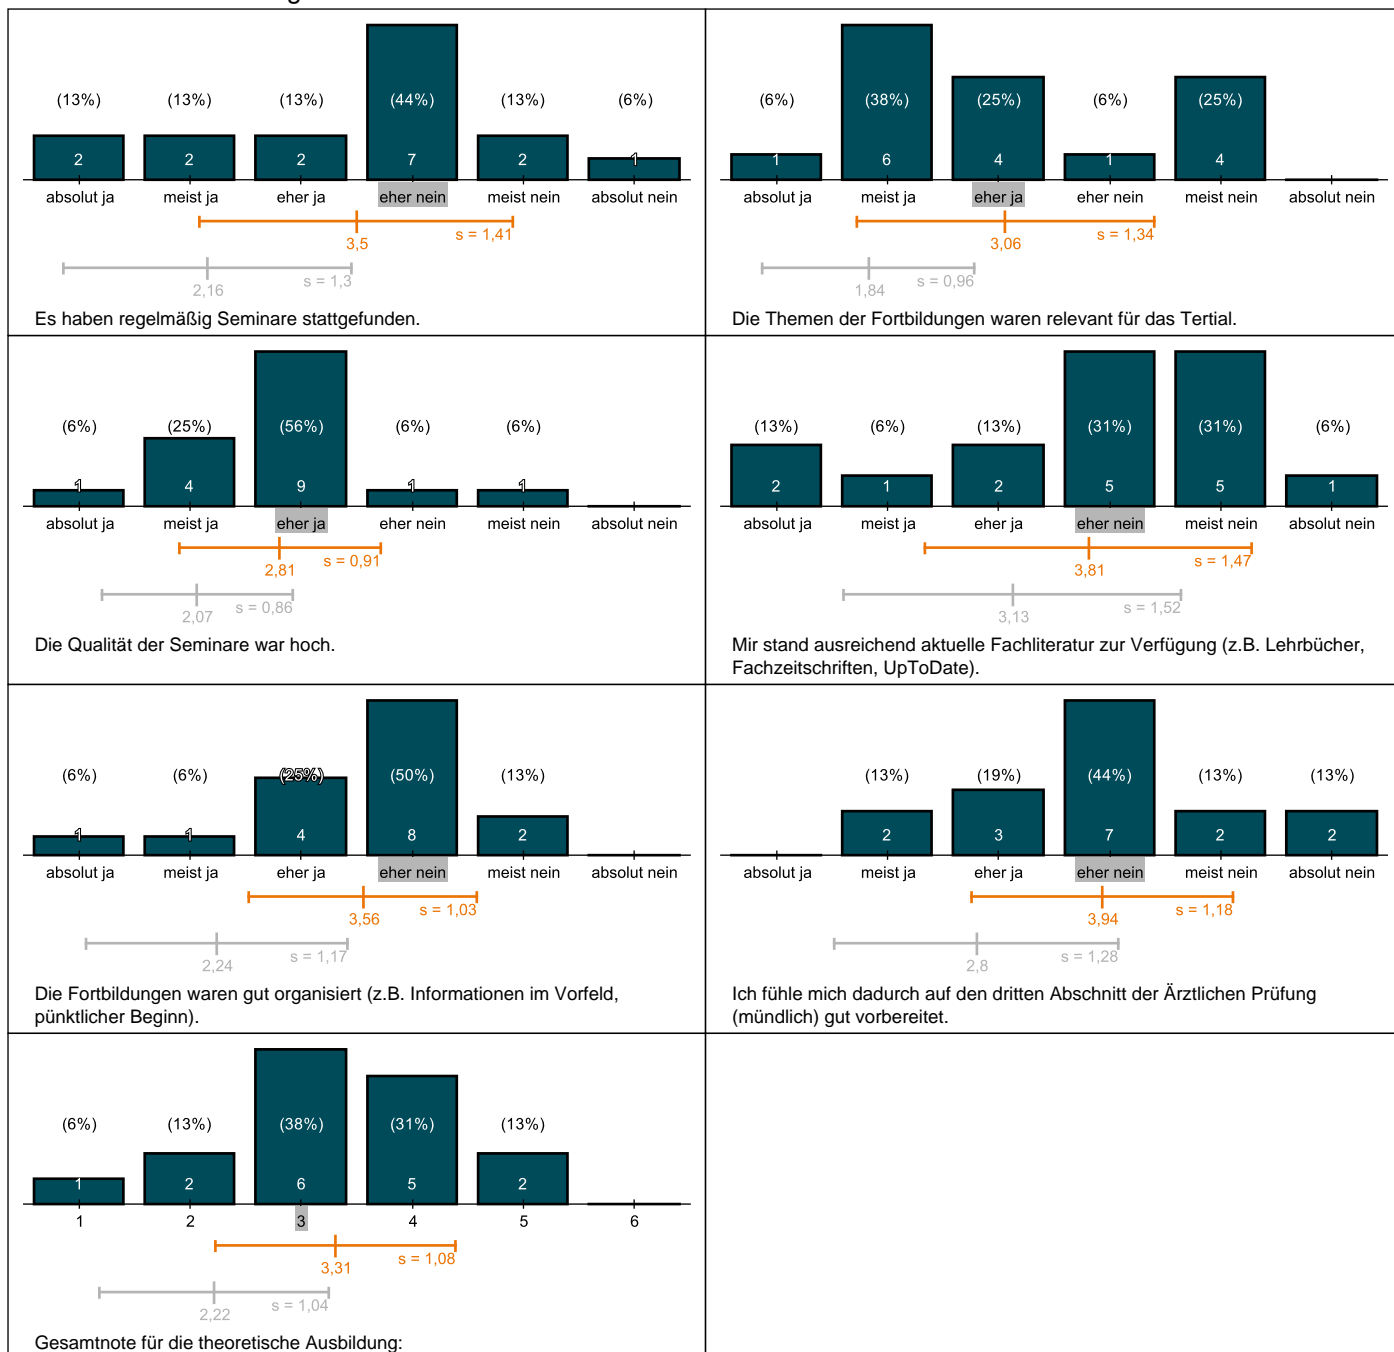 (13%) (13%) (13%) (44%) (13%) (6%)
2 2 2 7 2 1
absolut ja meist ja eher ja eher nein meist nein absolut nein
s = 1,41
3,5
s = 1,3
2,16
Es haben regelmäßig Seminare stattgefunden.
(6%) (38%) (25%) (6%) (25%)
1 6 4 1 4
absolut ja meist ja eher ja eher nein meist nein absolut nein
s = 1,34
3,06
s = 0,96
1,84
Die Themen der Fortbildungen waren relevant für das Tertial.
(6%) (25%) (56%) (6%) (6%)
1 4 9 1 1
absolut ja meist ja eher ja eher nein meist nein absolut nein
s = 0,91
2,81
s = 0,86
2,07
Die Qualität der Seminare war hoch.
(13%) (6%) (13%) (31%) (31%) (6%)
2 1 2 5 5 1
absolut ja meist ja eher ja eher nein meist nein absolut nein
s = 1,47
3,81
s = 1,52
3,13
Mir stand ausreichend aktuelle Fachliteratur zur Verfügung (z.B. Lehrbücher,
Fachzeitschriften, UpToDate).
(6%) (6%) (25%) (50%) (13%)
1 1 4 8 2
absolut ja meist ja eher ja eher nein meist nein absolut nein
s = 1,03
3,56
s = 1,17
2,24
Die Fortbildungen waren gut organisiert (z.B. Informationen im Vorfeld,
pünktlicher Beginn).
(13%) (19%) (44%) (13%) (13%)
2 3 7 2 2
absolut ja meist ja eher ja eher nein meist nein absolut nein
s = 1,18
3,94
s = 1,28
2,8
Ich fühle mich dadurch auf den dritten Abschnitt der Ärztlichen Prüfung
(mündlich) gut vorbereitet.
(6%) (13%) (38%) (31%) (13%)
1 2 6 5 2
1 2 3 4 5 6
s = 1,08
3,31
s = 1,04
2,22
Gesamtnote für die theoretische Ausbildung: